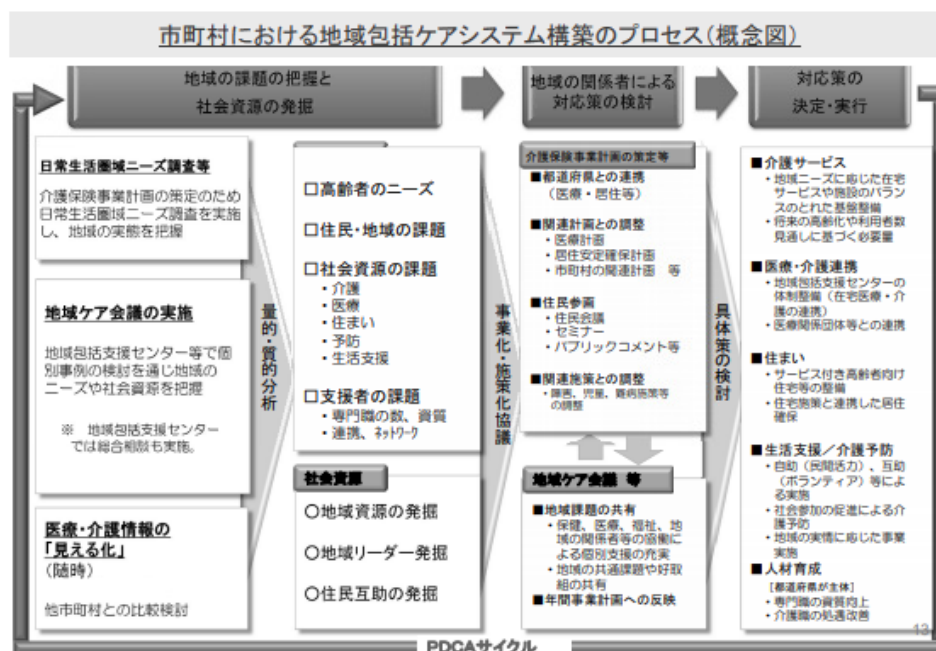 市町村における地域包括ケアシステム構築のプロセス(概念図)
地域の課題の把握と
社会資源の発掘
地域の関係者による
対応策の検討
対応策の
決定・実行
日常生活圏域ニーズ調査等
介護保険事業計画の策定のため
日常生活圏域ニーズ調査を実施
し、地域の実態を把握
地域ケア会議の実施
地域包括支援センター等で個
別事例の検討を通じ地域の
ニーズや社会資源を把握
※ 地域包括支援センター
では総合相談も実施。
医療・介護情報の
「見える化」
(随時)
他市町村との比較検討
量的・質的分析
□高齢者のニーズ
□住民・地域の課題
□社会資源の課題
・介護
・医療
・住まい
・予防
・生活支援
□支援者の課題
・専門職の数、資質
・連携、ネットワーク
社会資源
○地域資源の発掘
○地域リーダー発掘
○住民互助の発掘
事業化・施策化協議
介護保険事業計画の策定等
■都道府県との連携
(医療・居住等)
■関連計画との調整
・医療計画
・居住安定確保計画
・市町村の関連計画 等
■住民参画
・住民会議
・セミナー
・パブリックコメント等
■関連施策との調整
・障害、児童、難病施策等
の調整
地域ケア会議 等
■地域課題の共有
・保健、医療、福祉、地
域の関係者等の協働
による個別支援の充実
・地域の共通課題や好取
組の共有
■年間事業計画への反映
具体策の検討
■介護サービス
・地域ニーズに応じた在宅
サービスや施設のバラン
スのとれた基盤整備
・将来の高齢化や利用者数
見通しに基づく必要量
■医療・介護連携
・地域包括支援センターの
体制整備(在宅医療・介
護の連携)
・医療関係団体等との連携
■住まい
・サービス付き高齢者向け
住宅等の整備
・住宅施策と連携した居住
確保
■生活支援/介護予防
・自助(民間活力)、互助
(ボランティア)等によ
る実施
・社会参加の促進による介
護予防
・地域の実情に応じた事業
実施
■人材育成
[都道府県が主体]
・専門職の資質向上
・介護職の処遇改善
13
PDCAサイクル